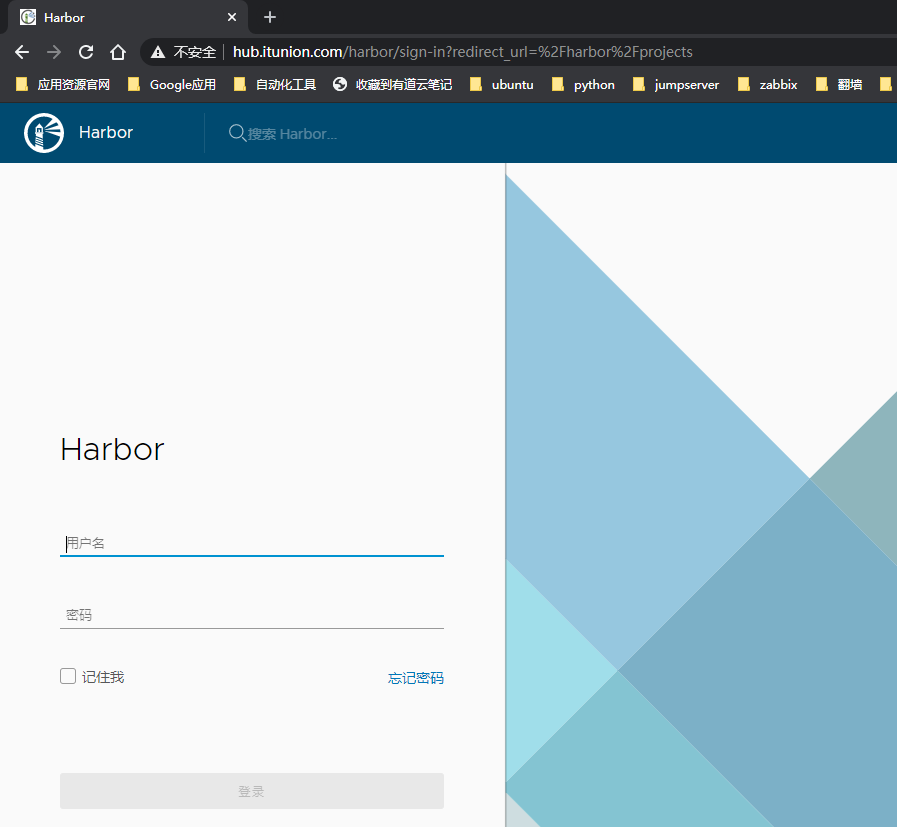 Harbor
不安全 hub.itunion.com/harbor/sign-in?redirect_url=%2Fharbor%2Fprojects
应用资源官网 Google应用 自动化工具 收藏到有道云笔记 ubuntu python jumpserver zabbix 翻墙
Harbor 搜索 Harbor...
Harbor
用户名
密码
记住我 忘记密码
登录